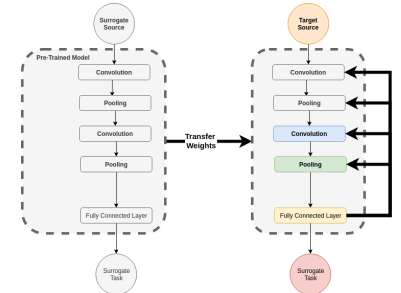 Surrogate
Source
Target
Source
Pre-Trained Model
Convolution
Pooling
Convolution
Pooling
Fully Connected Layer
Surrogate
Task
Transfer
Weights
Convolution
Pooling
Convolution
Pooling
Fully Connected Layer
Surrogate
Task